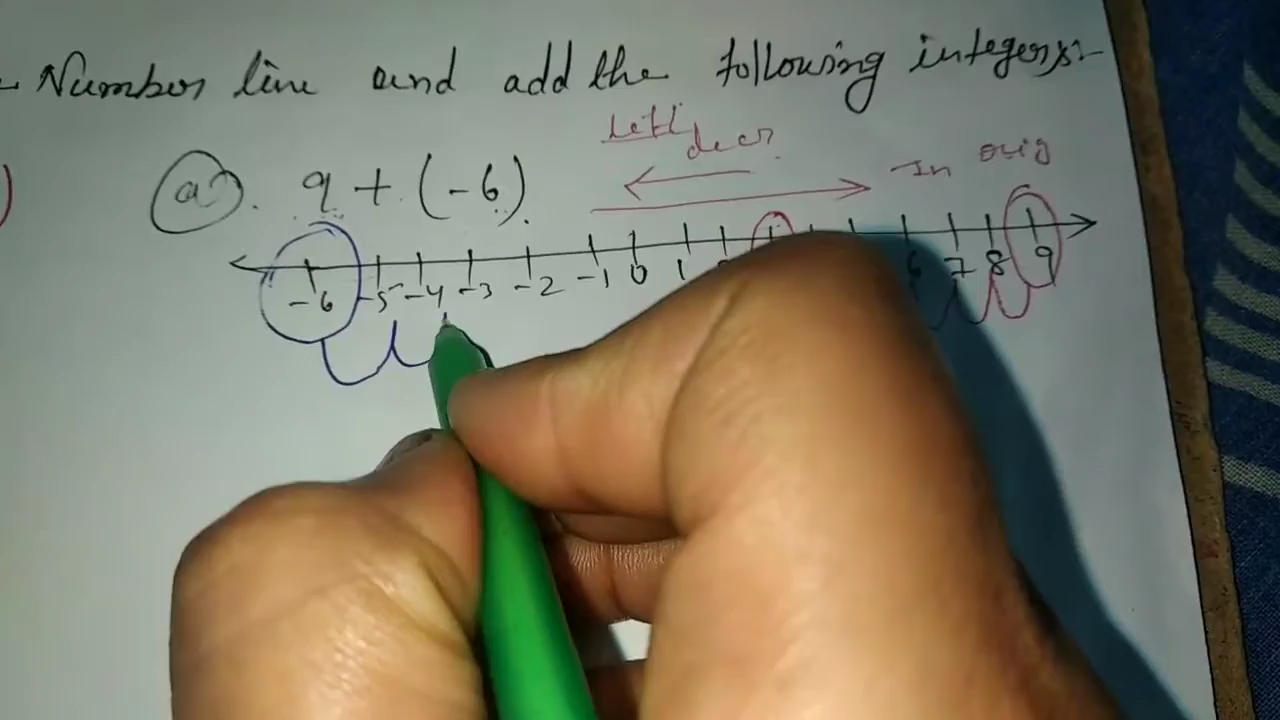 Number line and add the following integers:-
left decr.
In orig
(a). 9 + (-6).
-6 -5 -4 -3 -2 -1 0 1 6 7 8 9